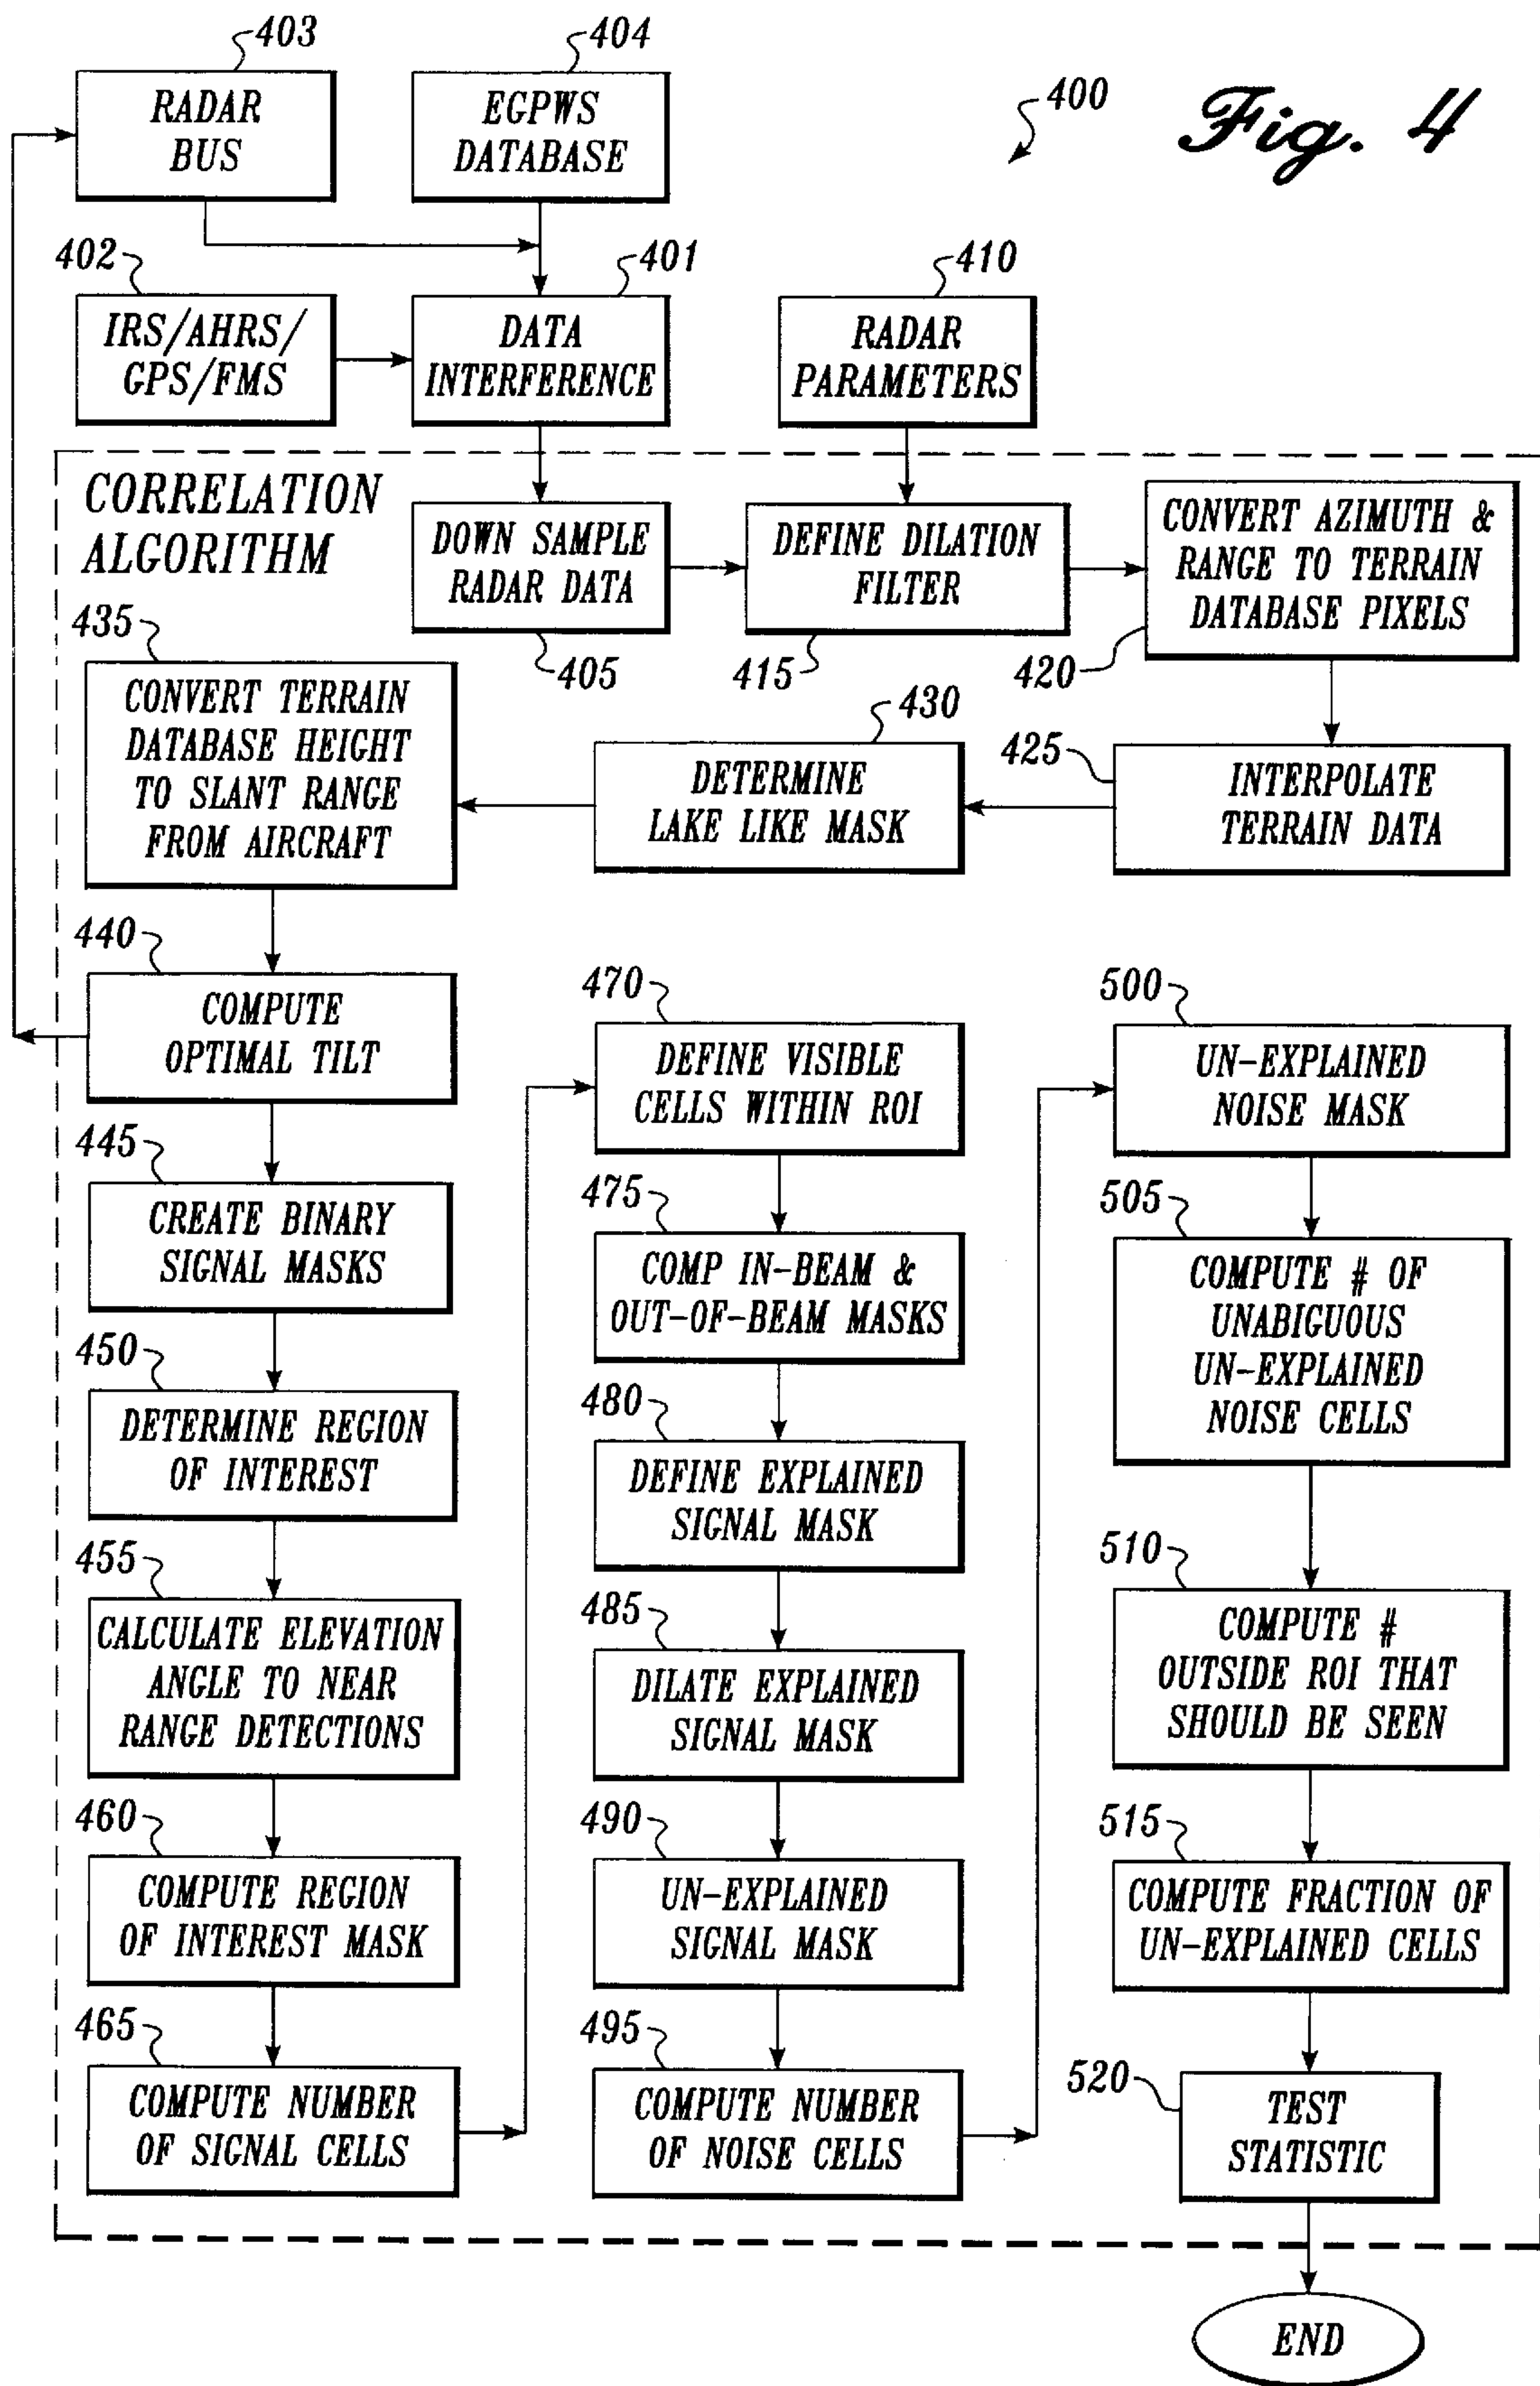 Fig. 4
400
403
RADAR
BUS
404
EGPWS
DATABASE
402
IRS/AHRS/
GPS/FMS
401
DATA
INTERFERENCE
410
RADAR
PARAMETERS
CORRELATION
ALGORITHM
DOWN SAMPLE
RADAR DATA
405
DEFINE DILATION
FILTER
415
CONVERT AZIMUTH &
RANGE TO TERRAIN
DATABASE PIXELS
420
425
INTERPOLATE
TERRAIN DATA
430
DETERMINE
LAKE LIKE MASK
435
CONVERT TERRAIN
DATABASE HEIGHT
TO SLANT RANGE
FROM AIRCRAFT
440
COMPUTE
OPTIMAL TILT
445
CREATE BINARY
SIGNAL MASKS
450
DETERMINE REGION
OF INTEREST
455
CALCULATE ELEVATION
ANGLE TO NEAR
RANGE DETECTIONS
460
COMPUTE REGION
OF INTEREST MASK
465
COMPUTE NUMBER
OF SIGNAL CELLS
470
DEFINE VISIBLE
CELLS WITHIN ROI
475
COMP IN-BEAM &
OUT-OF-BEAM MASKS
480
DEFINE EXPLAINED
SIGNAL MASK
485
DILATE EXPLAINED
SIGNAL MASK
490
UN-EXPLAINED
SIGNAL MASK
495
COMPUTE NUMBER
OF NOISE CELLS
500
UN-EXPLAINED
NOISE MASK
505
COMPUTE # OF
UNABIGUOUS
UN-EXPLAINED
NOISE CELLS
510
COMPUTE #
OUTSIDE ROI THAT
SHOULD BE SEEN
515
COMPUTE FRACTION OF
UN-EXPLAINED CELLS
520
TEST
STATISTIC
END